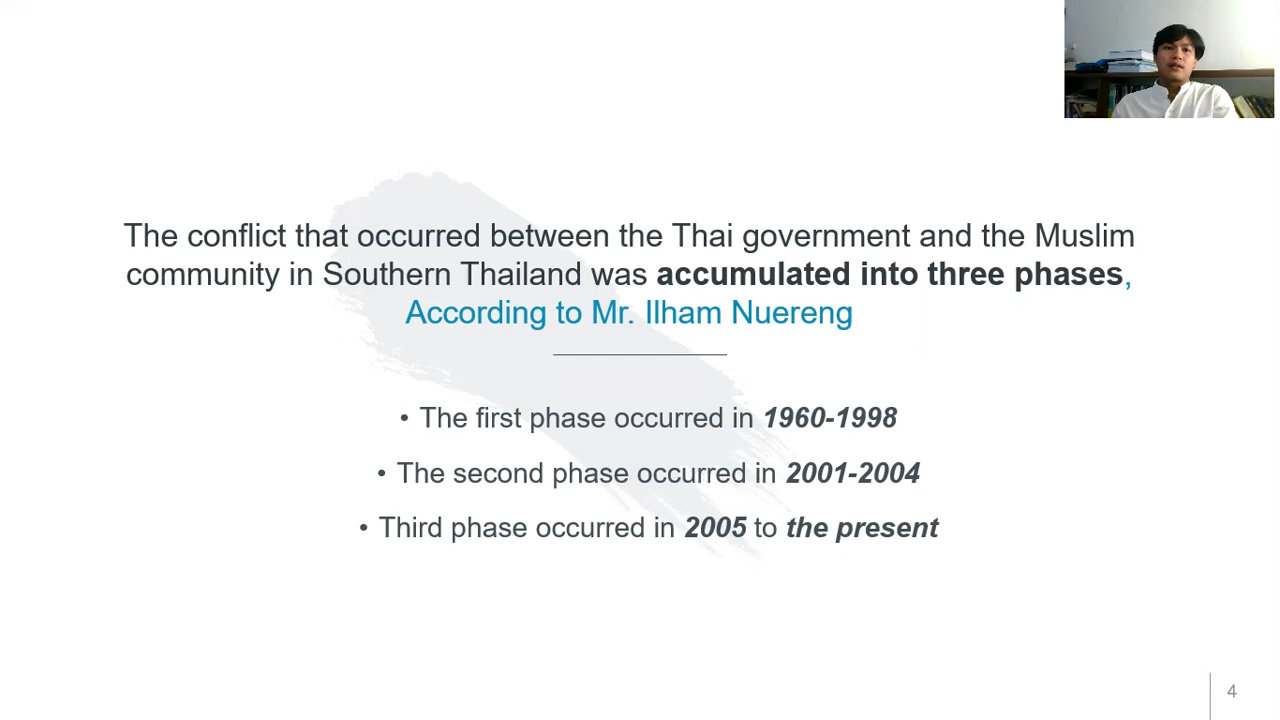 The conflict that occurred between the Thai government and the Muslim
community in Southern Thailand was accumulated into three phases,
According to Mr. Ilham Nuereng
• The first phase occurred in 1960-1998
• The second phase occurred in 2001-2004
• Third phase occurred in 2005 to the present
4